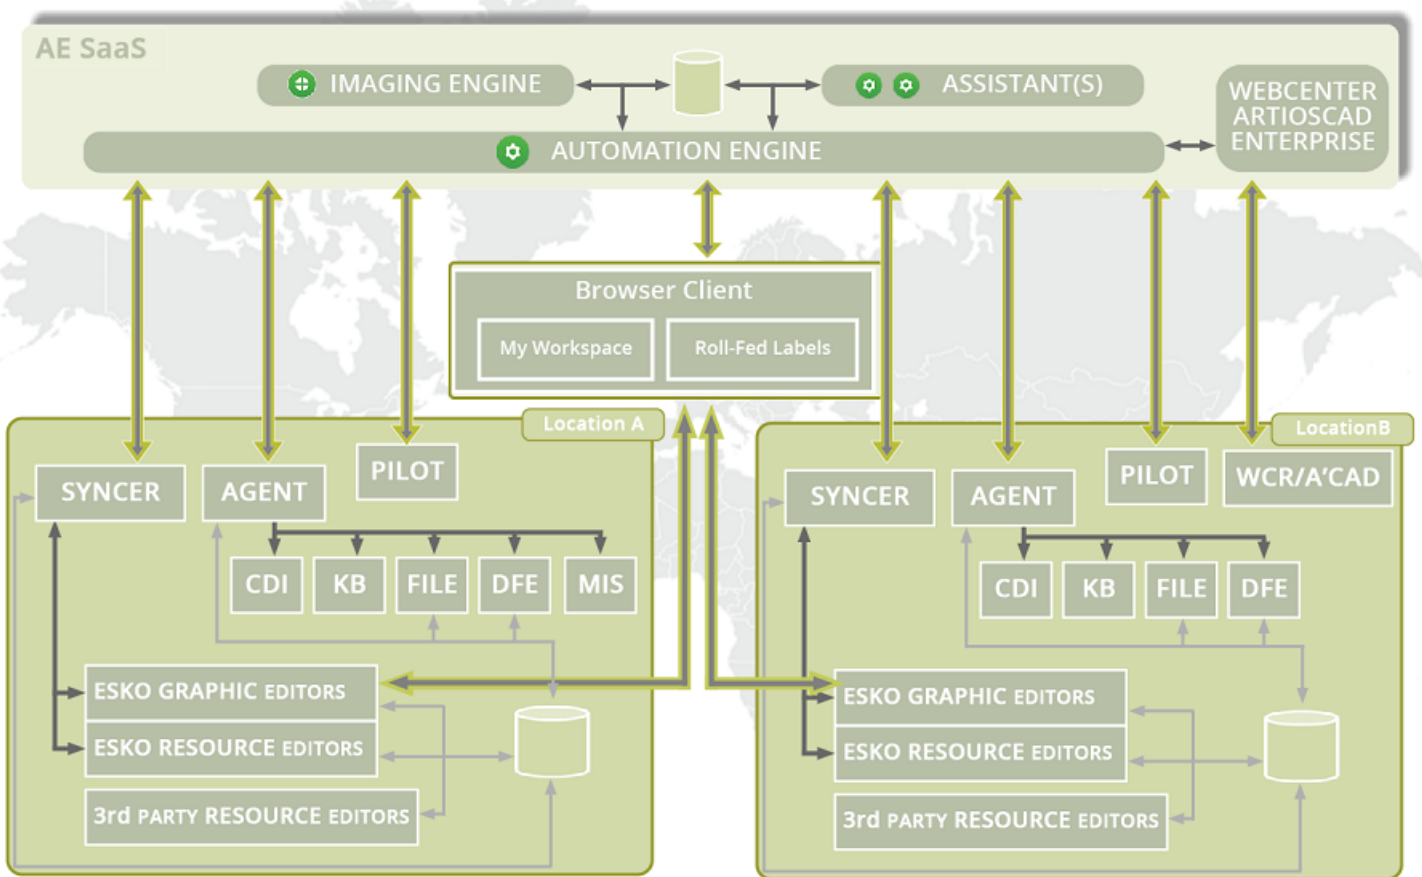 AE SaaS
IMAGING ENGINE
ASSISTANT(S)
WEBCENTER
ARTIOSCAD
ENTERPRISE
AUTOMATION ENGINE
Browser Client
My Workspace
Roll-Fed Labels
Location A
PILOT
SYNCER
AGENT
CDI
KB
FILE
DFE
MIS
ESKO GRAPHIC EDITORS
ESKO RESOURCE EDITORS
3rd PARTY RESOURCE EDITORS
LocationB
PILOT
WCR/A'CAD
SYNCER
AGENT
CDI
KB
FILE
DFE
ESKO GRAPHIC EDITORS
ESKO RESOURCE EDITORS
3rd PARTY RESOURCE EDITORS